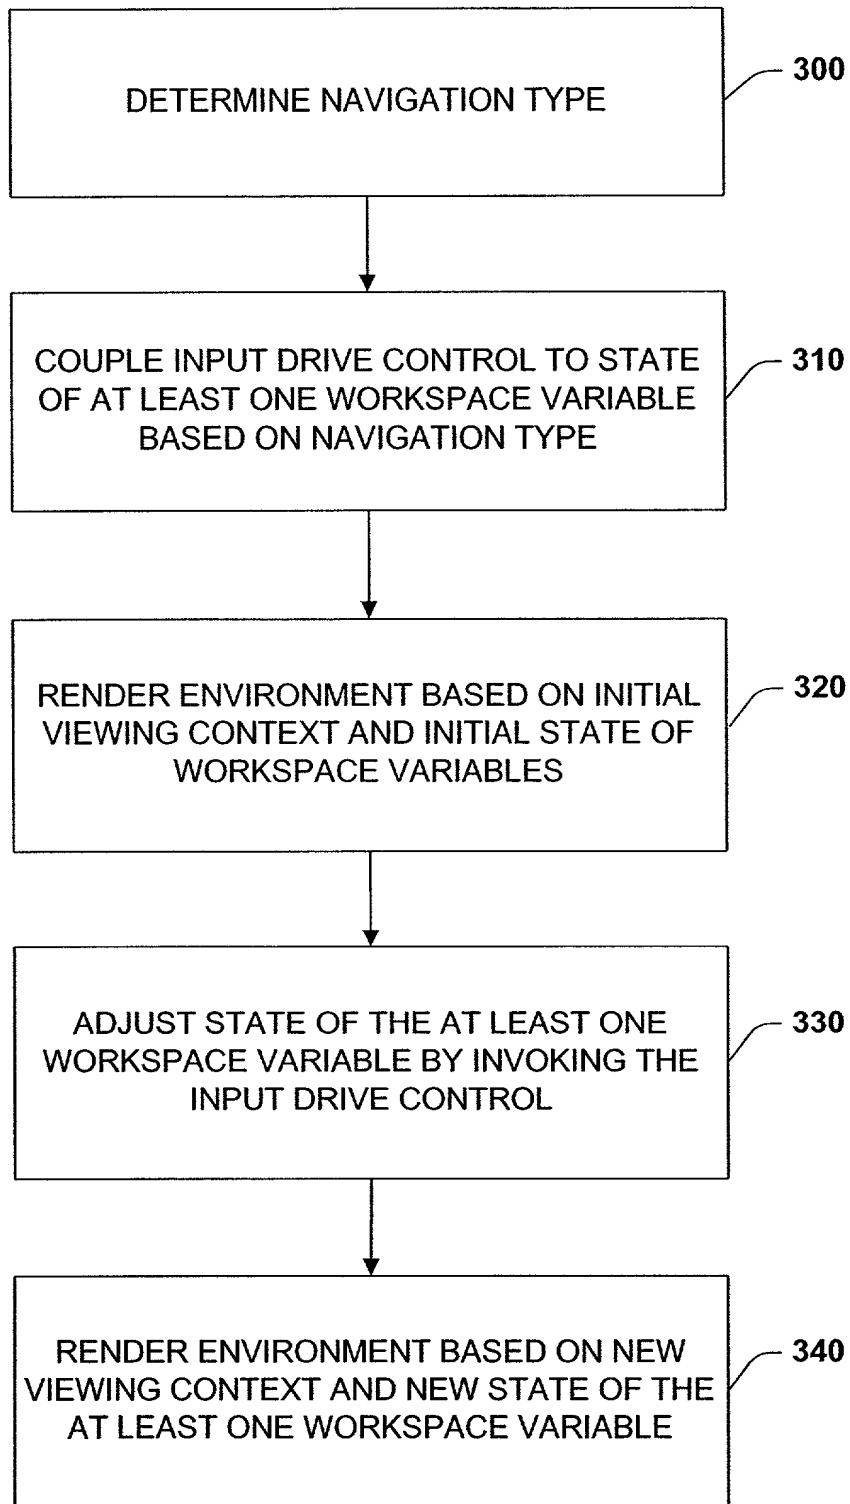 DETERMINE NAVIGATION TYPE
300
COUPLE INPUT DRIVE CONTROL TO STATE
OF AT LEAST ONE WORKSPACE VARIABLE
BASED ON NAVIGATION TYPE
310
RENDER ENVIRONMENT BASED ON INITIAL
VIEWING CONTEXT AND INITIAL STATE OF
WORKSPACE VARIABLES
320
ADJUST STATE OF THE AT LEAST ONE
WORKSPACE VARIABLE BY INVOKING THE
INPUT DRIVE CONTROL
330
RENDER ENVIRONMENT BASED ON NEW
VIEWING CONTEXT AND NEW STATE OF THE
AT LEAST ONE WORKSPACE VARIABLE
340